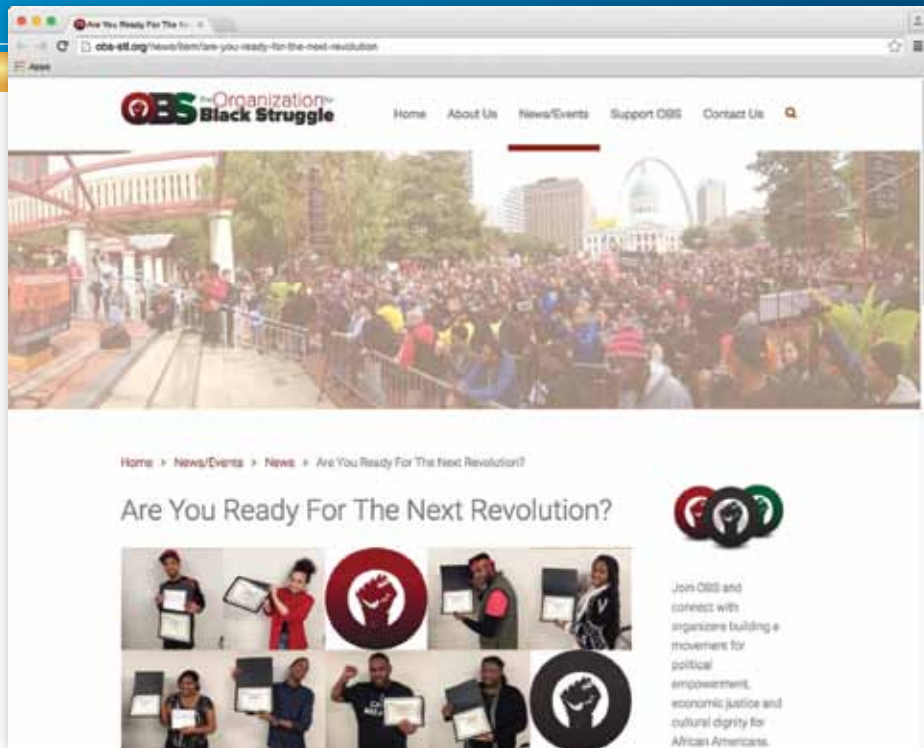 Are You Ready For The Ne
obs-stl.org/news/item/are-you-ready-for-the-next-revolution
Apps
OBS The Organization for
Black Struggle
Home About Us News/Events Support OBS Contact Us
Home > News/Events > News > Are You Ready For The Next Revolution?
Are You Ready For The Next Revolution?
Join OBS and
connect with
organizers building a
movement for
political
empowerment,
economic justice and
cultural dignity for
African Americans.